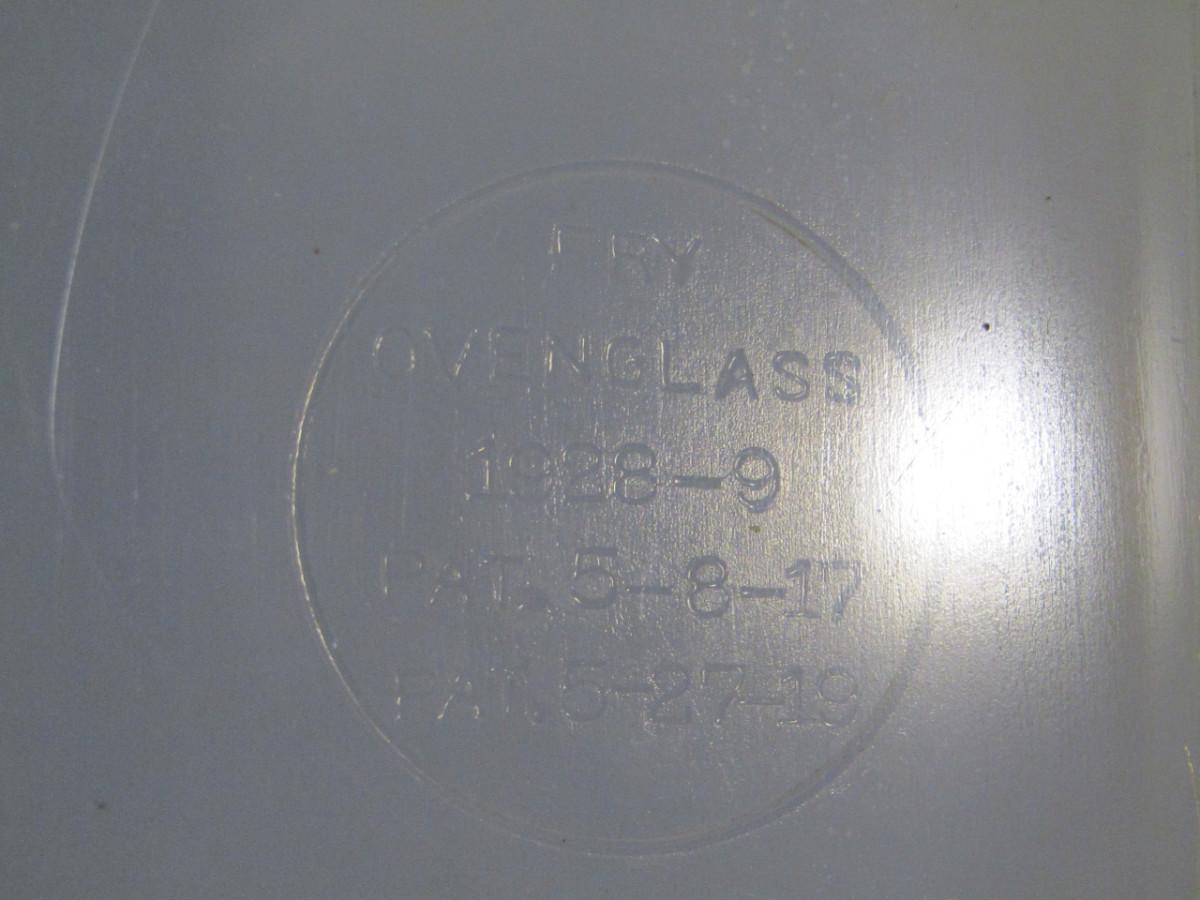 FRY
OVENGLASS
1928-9
PAT. 5-8-17
PAT. 5-27-19